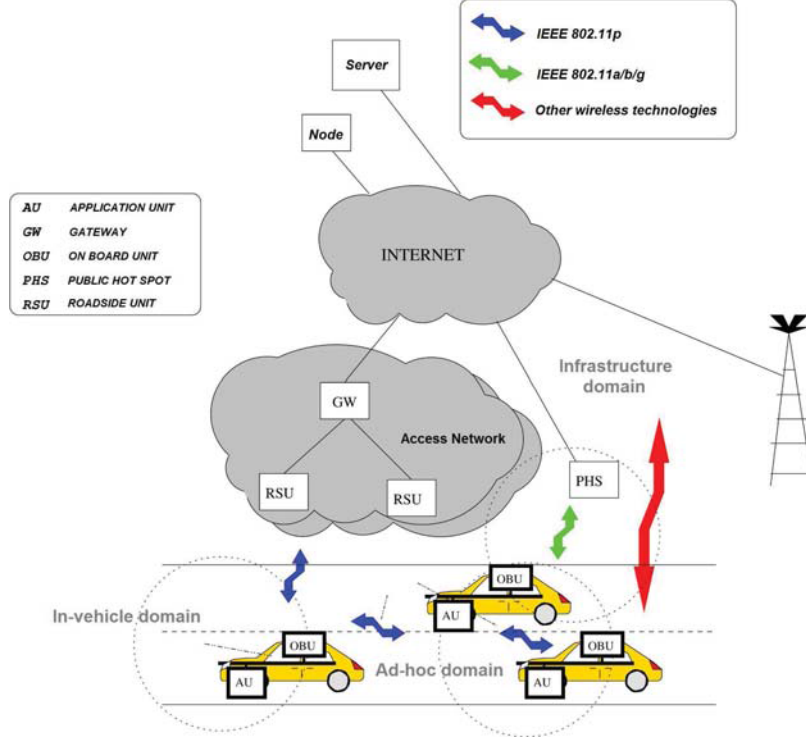 IEEE 802.11p
IEEE 802.11a/b/g
Other wireless technologies
Server
Node
AU APPLICATION UNIT
GW GATEWAY
OBU ON BOARD UNIT
PHS PUBLIC HOT SPOT
RSU ROADSIDE UNIT
INTERNET
Infrastructure
domain
GW
Access Network
RSU
RSU
PHS
In-vehicle domain
OBU
AU
OBU
AU
Ad-hoc domain
OBU
AU